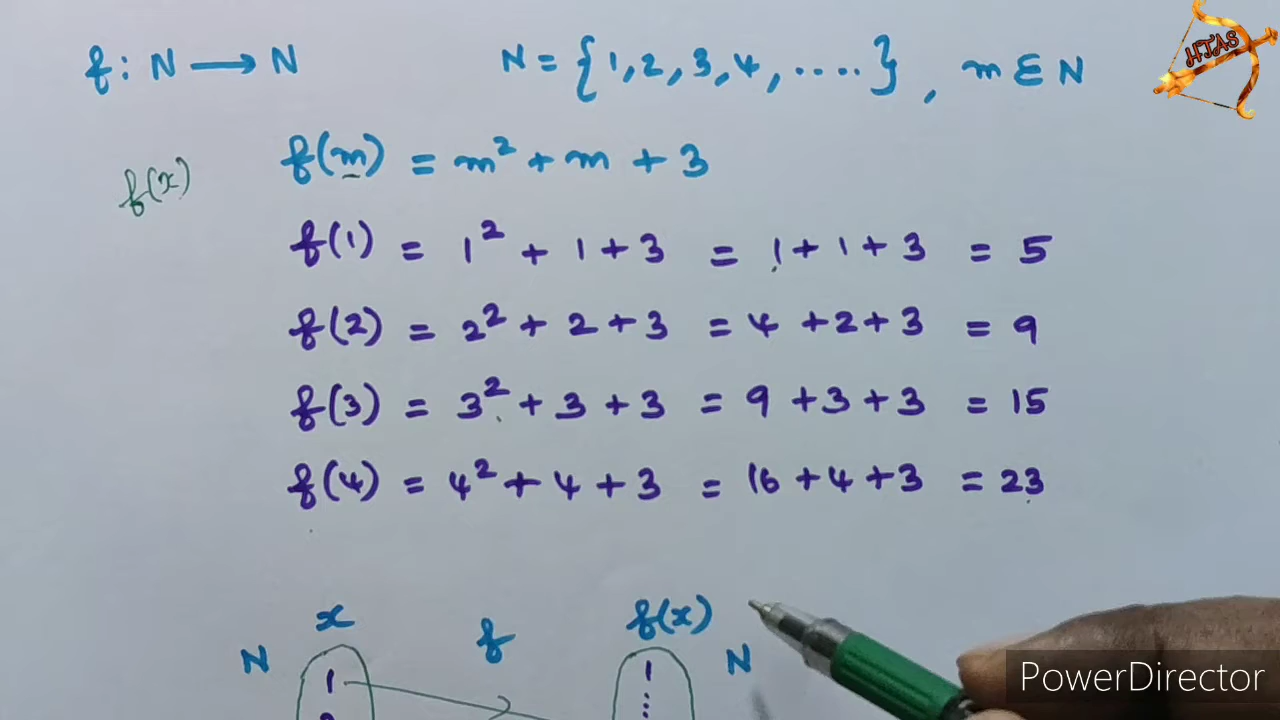 HTAS
f : N ⟶ N N = {1, 2, 3, 4, .....} , m ∈ N
f(x) f(m) = m² + m + 3
f(1) = 1² + 1 + 3 = 1 + 1 + 3 = 5
f(2) = 2² + 2 + 3 = 4 + 2 + 3 = 9
f(3) = 3² + 3 + 3 = 9 + 3 + 3 = 15
f(4) = 4² + 4 + 3 = 16 + 4 + 3 = 23
x f f(x)
N N
1 1
PowerDirector